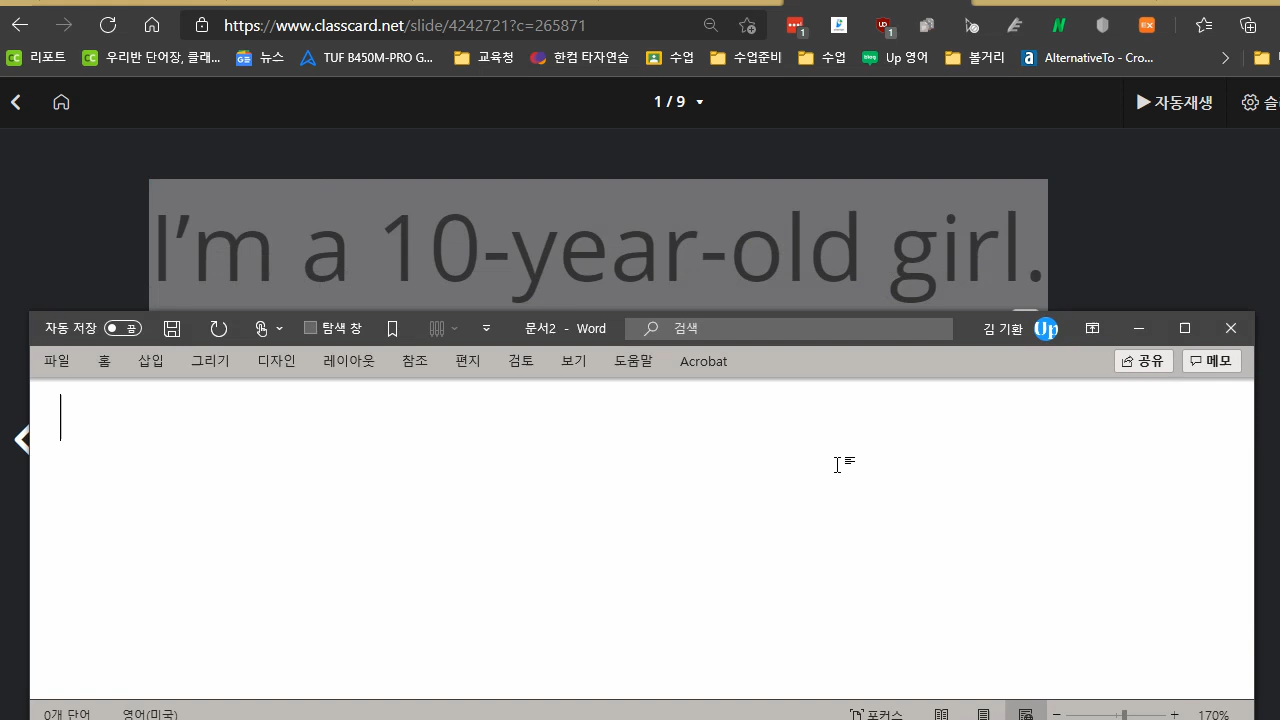 https://www.classcard.net/slide/4242721?c=265871
리포트 우리반 단어장, 클래... 뉴스 TUF B450M-PRO G... 교육청 한컴 타자연습 수업 수업준비 수업 Up 영어 볼거리 AlternativeTo - Cro...
1 / 9 자동재생 슬
I'm a 10-year-old girl.
자동 저장 끔 탐색 창 문서2 - Word 검색 김 기환 Up
파일 홈 삽입 그리기 디자인 레이아웃 참조 편지 검토 보기 도움말 Acrobat 공유 메모
0개 단어 영어(미국) 포커스 170%